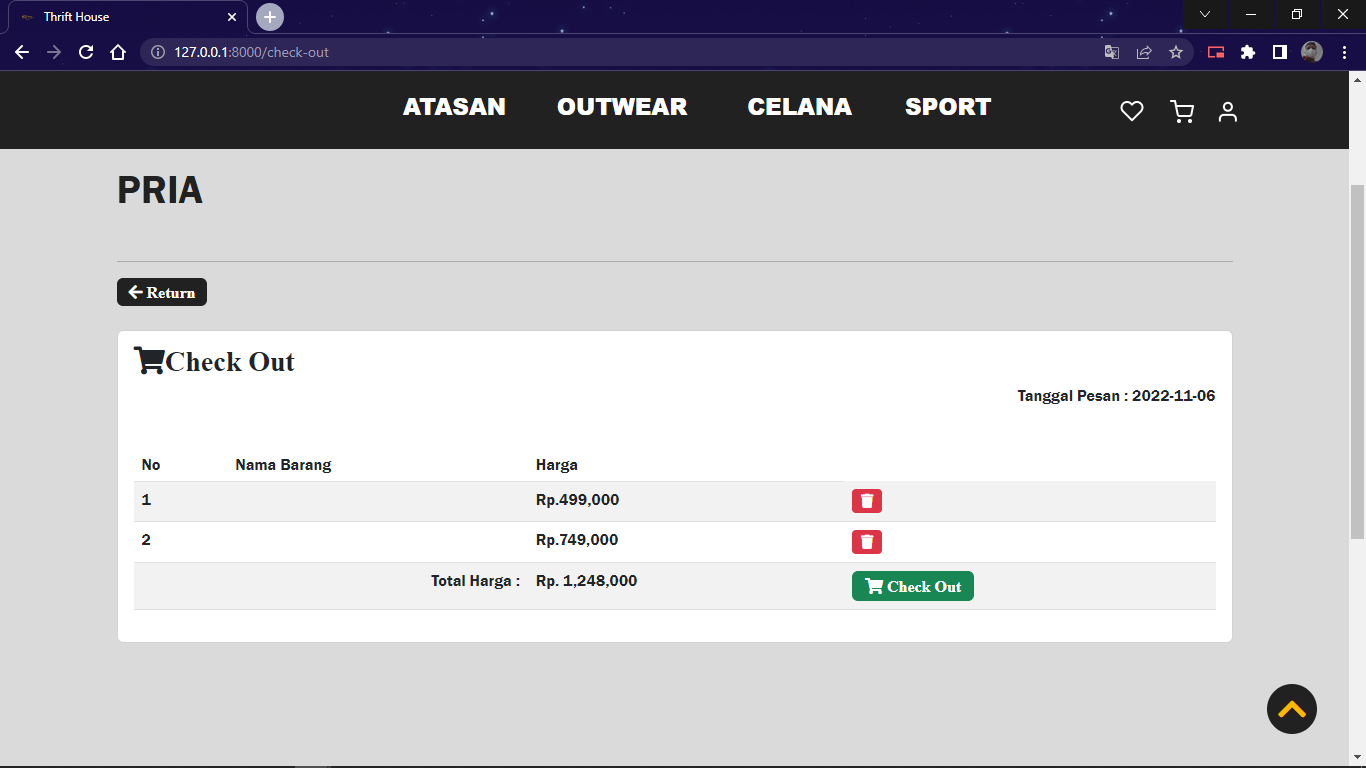 Thrift House
127.0.0.1:8000/check-out
ATASAN OUTWEAR CELANA SPORT
PRIA
Return
Check Out
Tanggal Pesan : 2022-11-06
No Nama Barang Harga
1 Rp.499,000
2 Rp.749,000
Total Harga : Rp. 1,248,000 Check Out